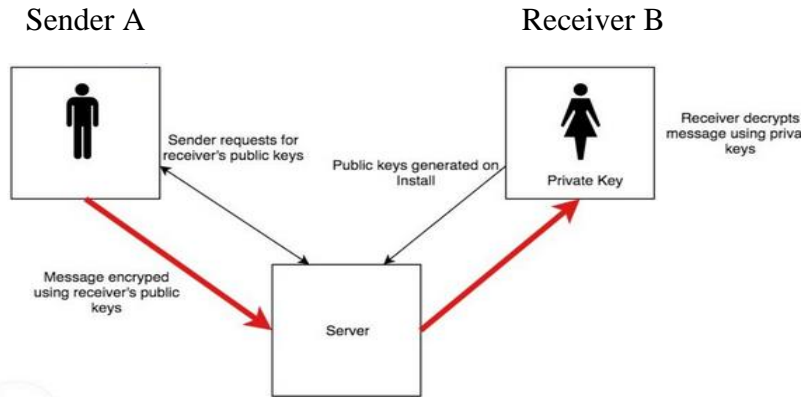 Sender A
Receiver B
Sender requests for
receiver's public keys
Public keys generated on
Install
Private Key
Receiver decrypts
message using priva
keys
Message encryped
using receiver's public
keys
Server